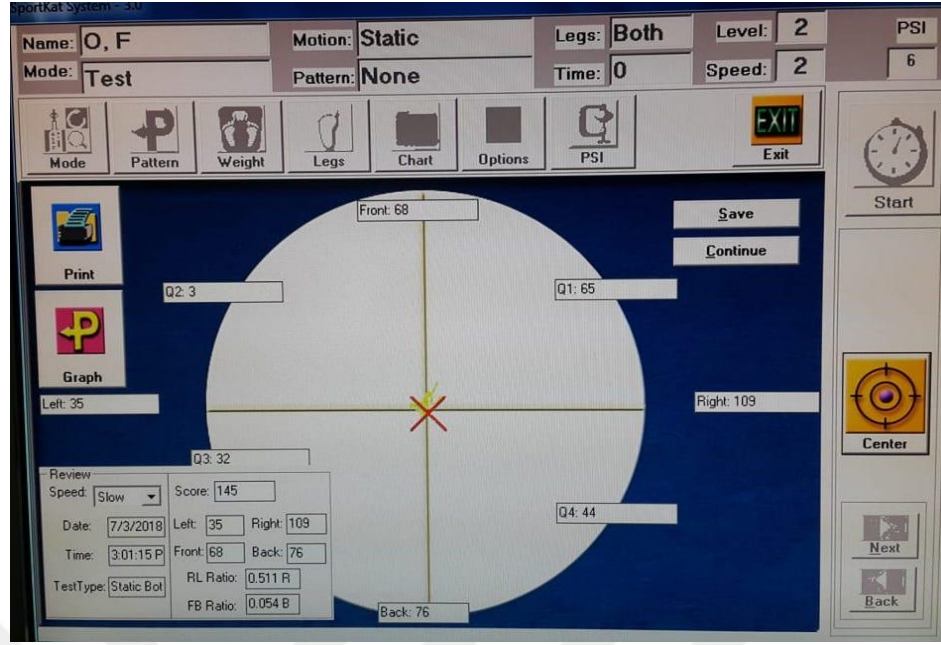 SportKat System - 3.0
Name: O, F
Motion: Static
Legs: Both
Level: 2
PSI
6
Mode: Test
Pattern: None
Time: 0
Speed: 2
Mode
Pattern
Weight
Legs
Chart
Options
PSI
EXIT
Exit
Start
Print
Graph
Front: 68
Save
Continue
Q2: 3
Q1: 65
Left: 35
Right: 109
Center
Q3: 32
Q4: 44
Back: 76
Review
Speed: Slow
Score: 145
Date: 7/3/2018
Left: 35 Right: 109
Time: 3:01:15 P
Front: 68 Back: 76
TestType: Static Bot
RL Ratio: 0.511 R
FB Ratio: 0.054 B
Next
Back